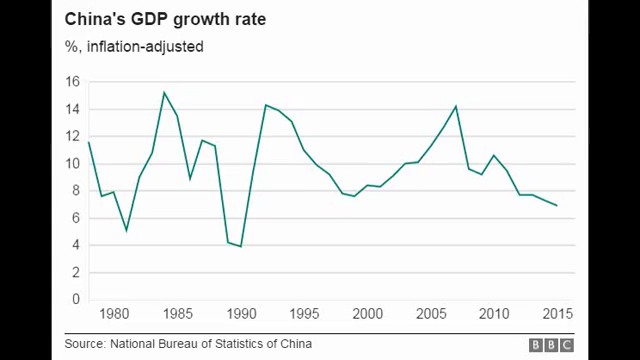 China's GDP growth rate
%, inflation-adjusted
16
14
12
10
8
6
4
2
0
1980 1985 1990 1995 2000 2005 2010 2015
Source: National Bureau of Statistics of China
BBC